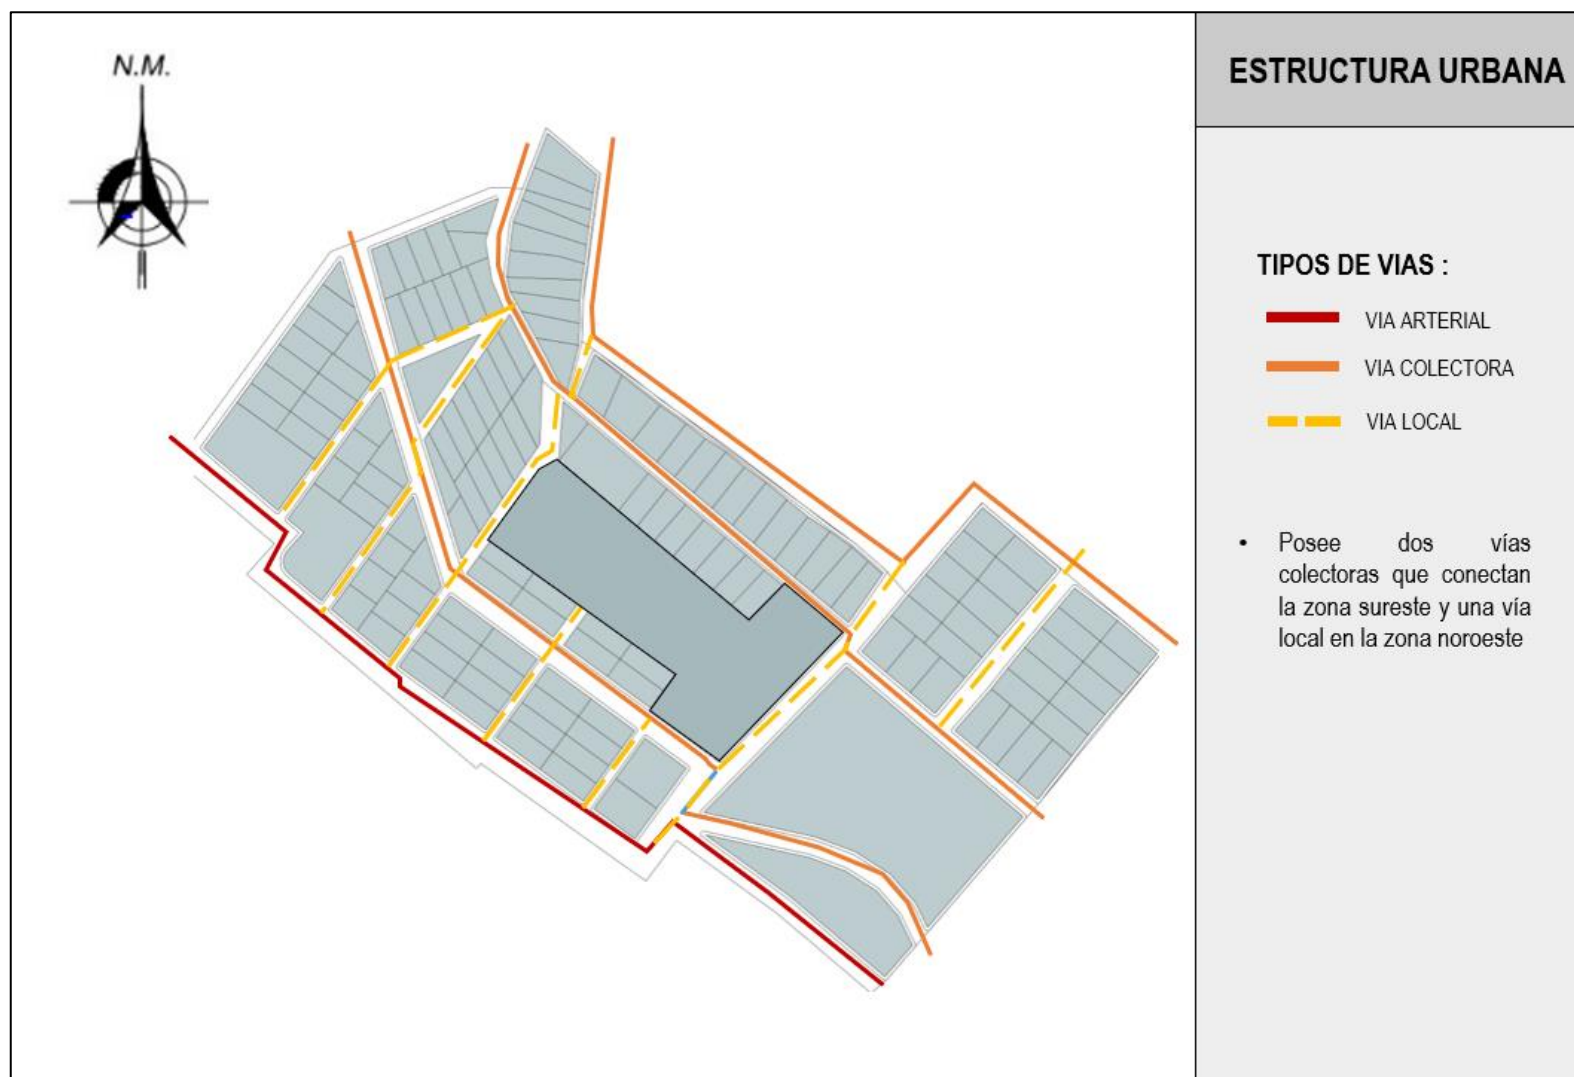 N.M.
ESTRUCTURA URBANA
TIPOS DE VIAS :
VIA ARTERIAL
VIA COLECTORA
VIA LOCAL
• Posee dos vías
colectoras que conectan
la zona sureste y una vía
local en la zona noroeste